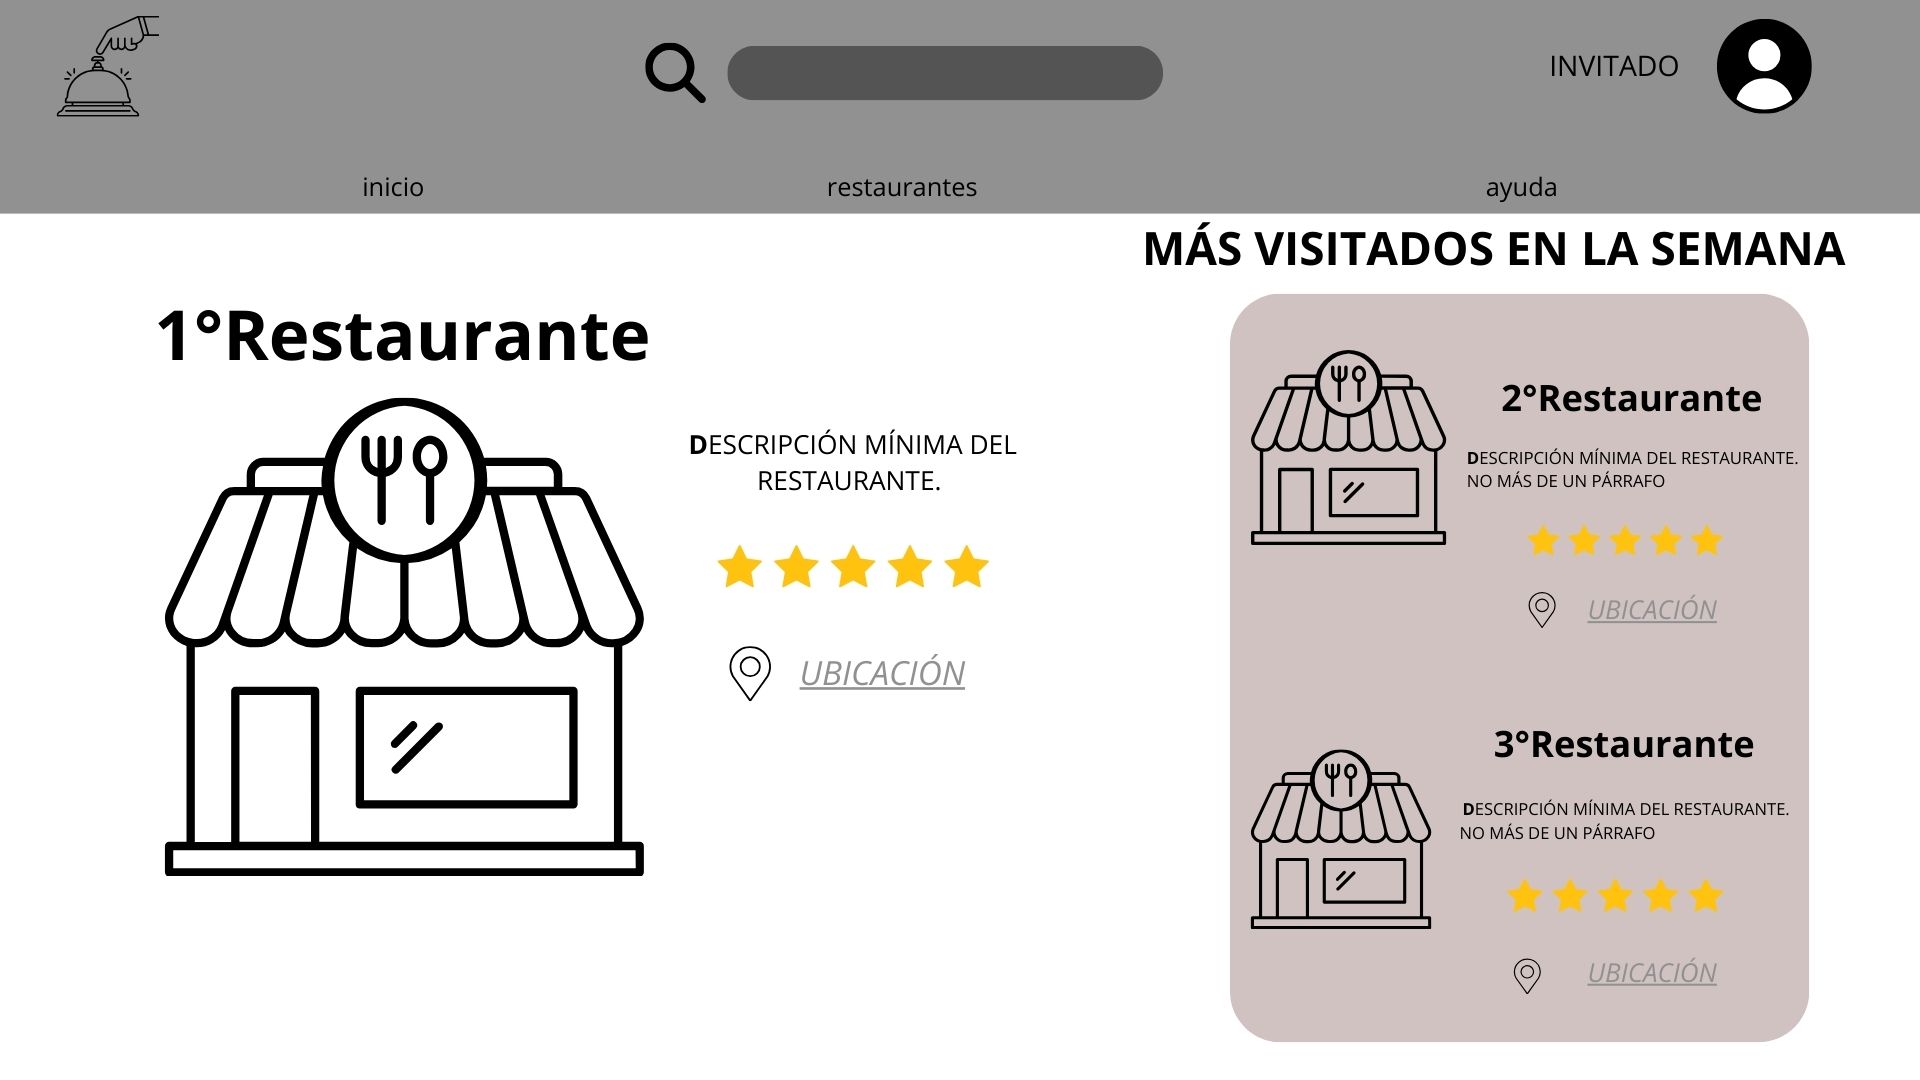 INVITADO
inicio
restaurantes
ayuda
MÁS VISITADOS EN LA SEMANA
1°Restaurante
DESCRIPCIÓN MÍNIMA DEL
RESTAURANTE.
UBICACIÓN
2°Restaurante
DESCRIPCIÓN MÍNIMA DEL RESTAURANTE.
NO MÁS DE UN PÁRRAFO
UBICACIÓN
3°Restaurante
DESCRIPCIÓN MÍNIMA DEL RESTAURANTE.
NO MÁS DE UN PÁRRAFO
UBICACIÓN